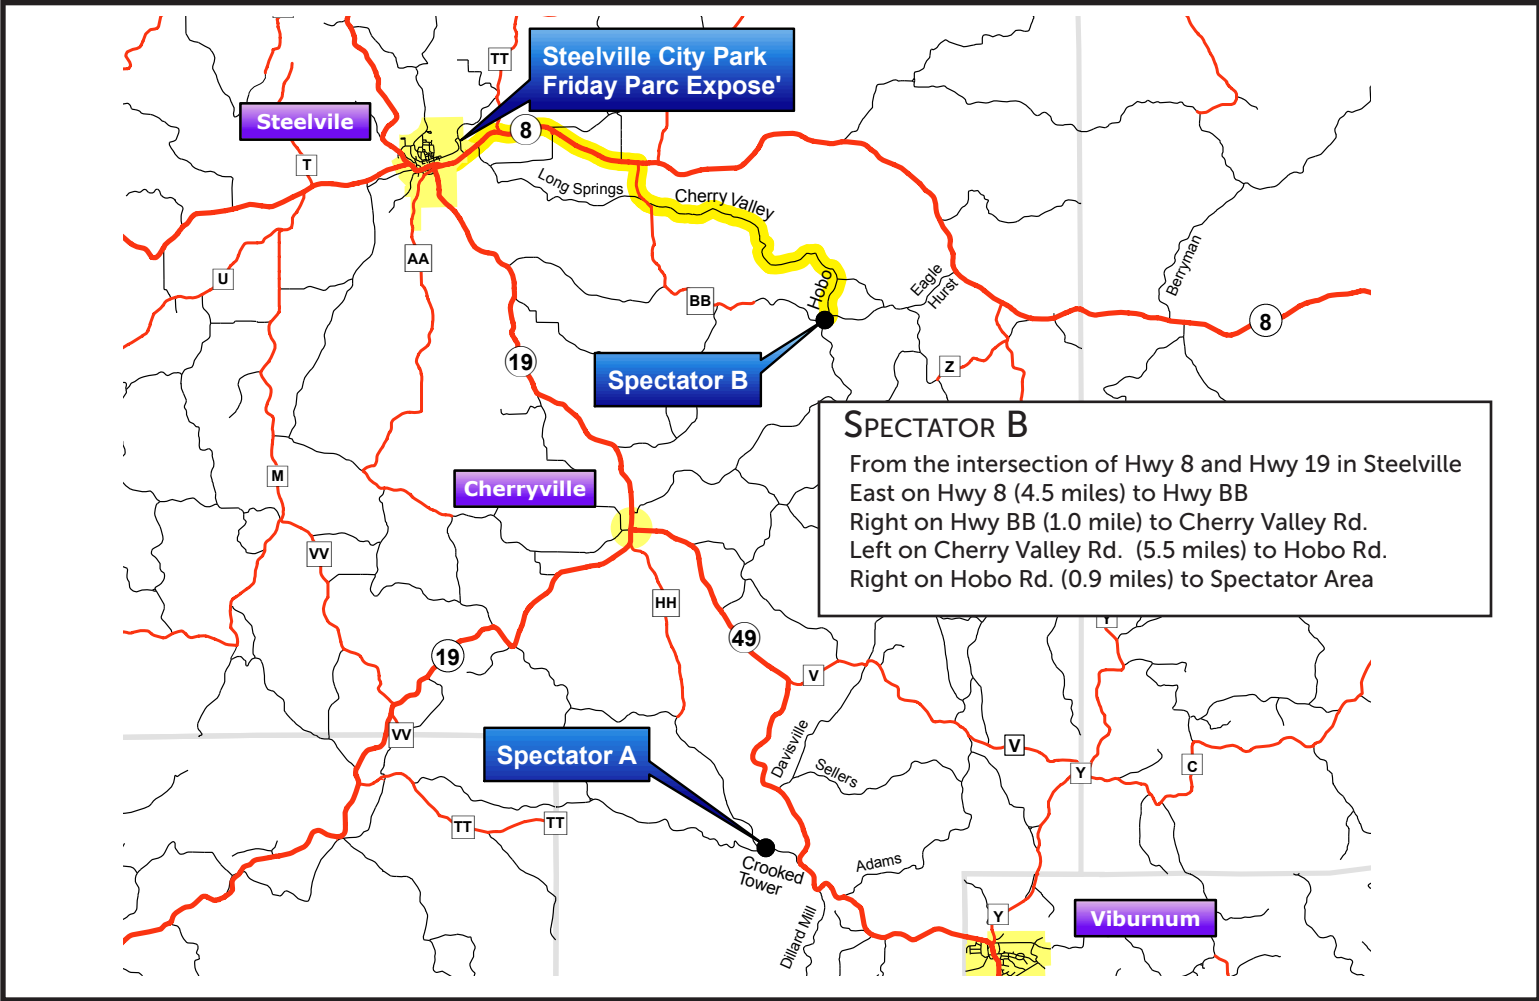 TT
Steelville City Park
Friday Parc Expose'
Steelvile
8
T
Long Springs
Cherry Valley
AA
U
Hobo
Eagle
Hurst
Berryman
BB
8
19
Spectator B
Z
SPECTATOR B
From the intersection of Hwy 8 and Hwy 19 in Steelville
East on Hwy 8 (4.5 miles) to Hwy BB
Right on Hwy BB (1.0 mile) to Cherry Valley Rd.
Left on Cherry Valley Rd.  (5.5 miles) to Hobo Rd.
Right on Hobo Rd. (0.9 miles) to Spectator Area
M
Cherryville
VV
HH
Y
49
19
V
VV
Spectator A
Davisville
Sellers
V
Y
C
TT
TT
Crooked
Tower
Adams
Dillard Mill
Y
Viburnum